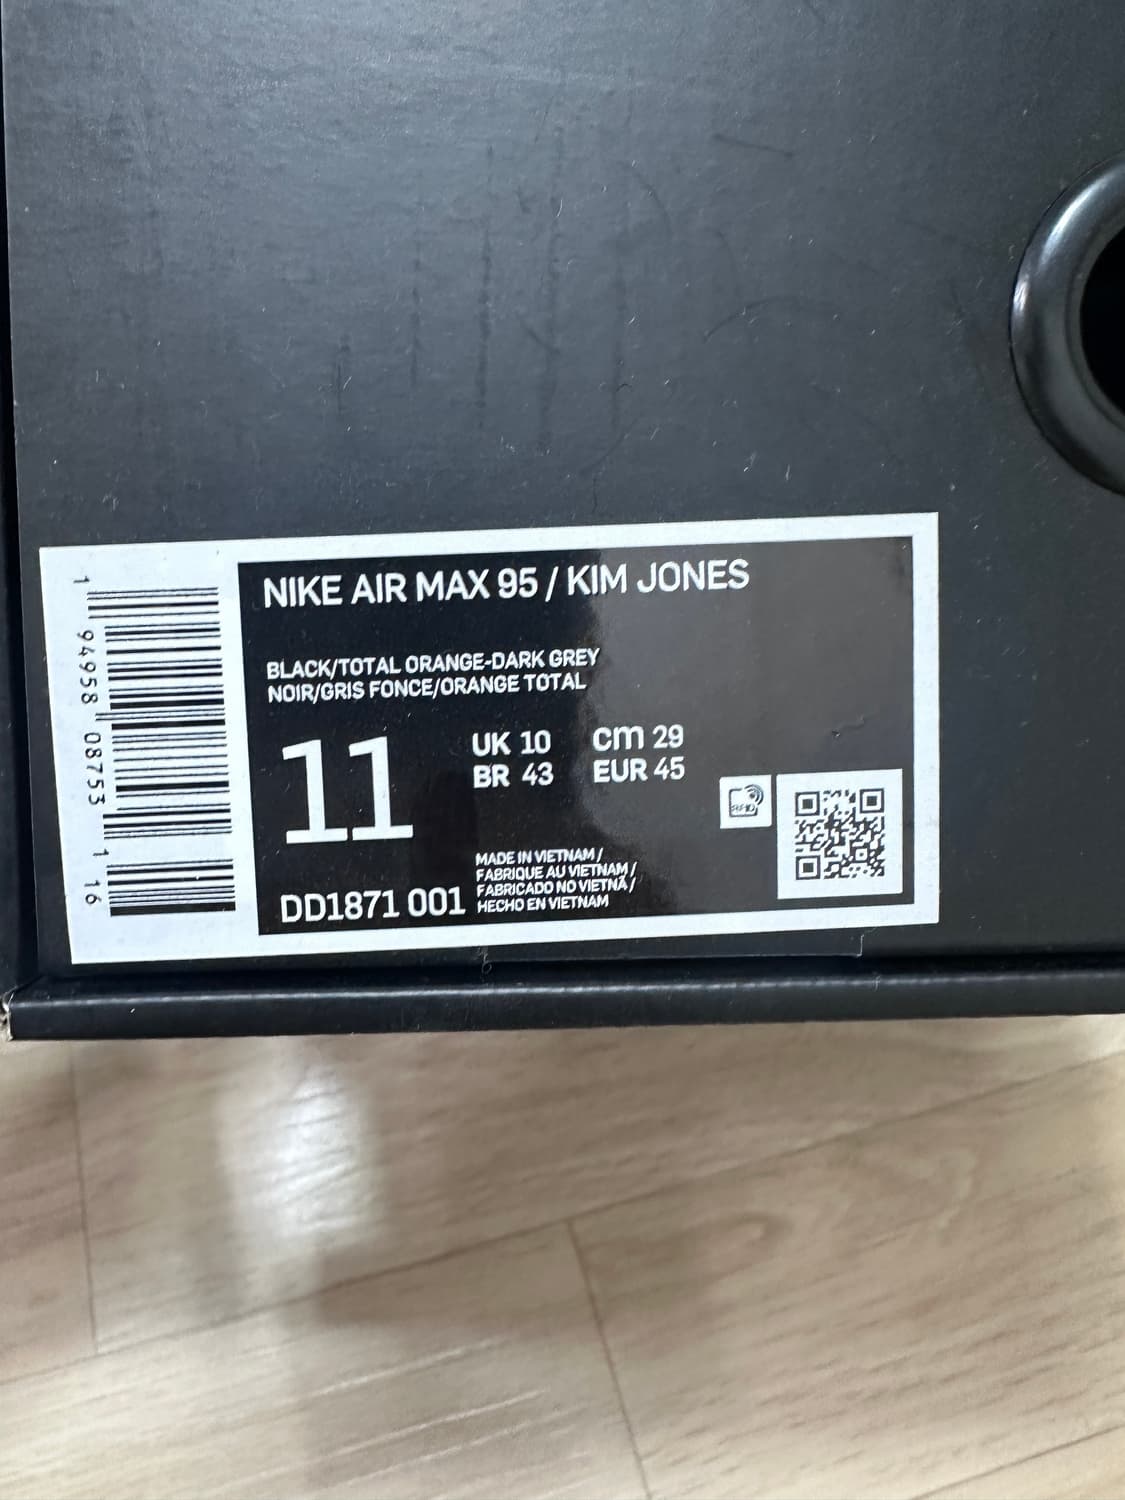 NIKE AIR MAX 95 / KIM JONES
BLACK/TOTAL ORANGE-DARK GREY
NOIR/GRIS FONCE/ORANGE TOTAL
11
UK 10 cm 29
BR 43 EUR 45
MADE IN VIETNAM/
FABRIQUE AU VIETNAM/
FABRICADO NO VIETNÃ/
HECHO EN VIETNAM
DD1871 001
RFID
1 94958 08753 1 16